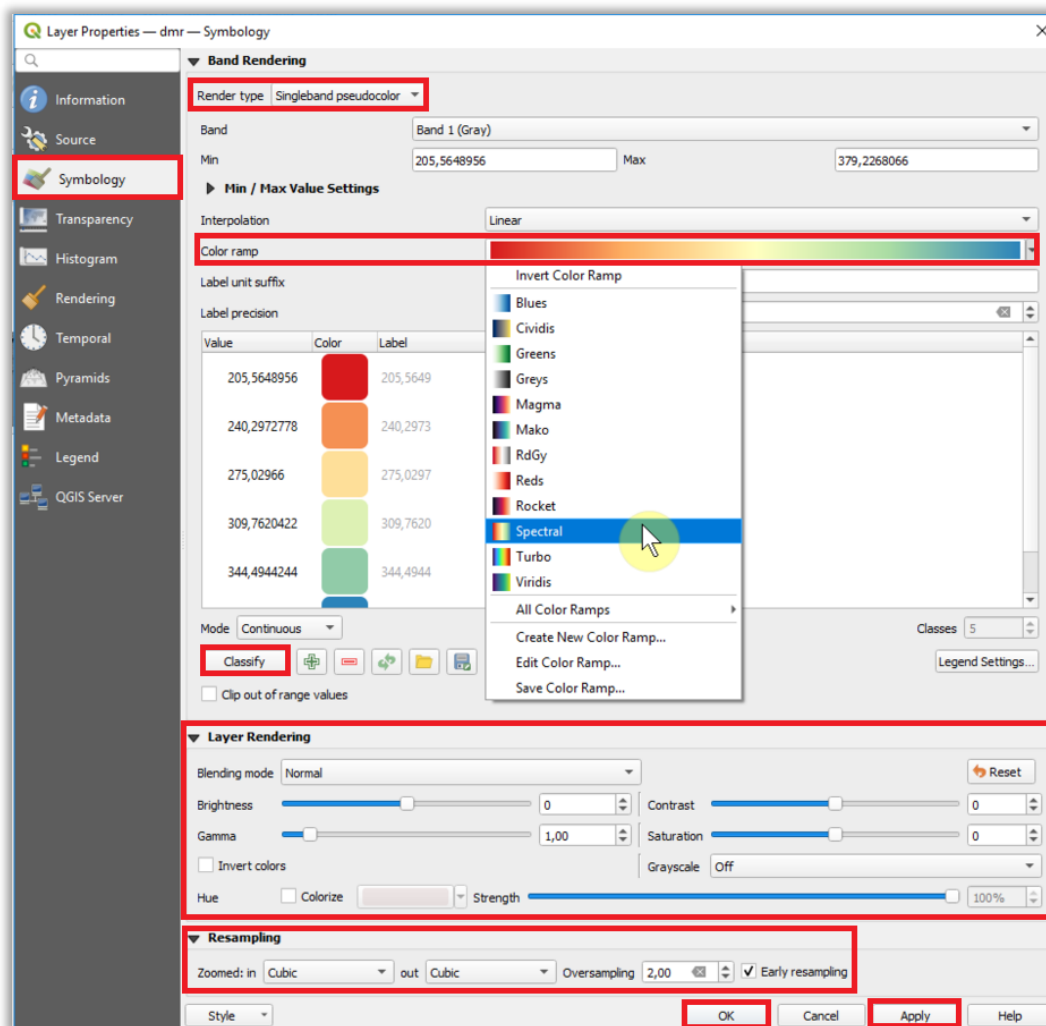 Layer Properties — dmr — Symbology
Band Rendering
Information
Render type Singleband pseudocolor
Source
Band Band 1 (Gray)
Min 205,5648956 Max 379,2268066
Symbology
Min / Max Value Settings
Transparency
Interpolation Linear
Histogram
Color ramp
Label unit suffix
Invert Color Ramp
Rendering
Label precision
Blues
Temporal
Value Color Label
Cividis
Greens
Pyramids
205,5648956 205,5649
Greys
Magma
Metadata
240,2972778 240,2973
Mako
RdGy
Legend
275,02966 275,0297
Reds
QGIS Server
Rocket
309,7620422 309,7620
Spectral
Turbo
344,4944244 344,4944
Viridis
All Color Ramps
Mode Continuous
Classes 5
Create New Color Ramp...
Classify
Edit Color Ramp...
Legend Settings...
Clip out of range values
Save Color Ramp...
Layer Rendering
Blending mode Normal Reset
Brightness 0 Contrast 0
Gamma 1,00 Saturation 0
Invert colors Grayscale Off
Hue Colorize Strength 100%
Resampling
Zoomed: in Cubic out Cubic Oversampling 2,00 Early resampling
Style OK Cancel Apply Help